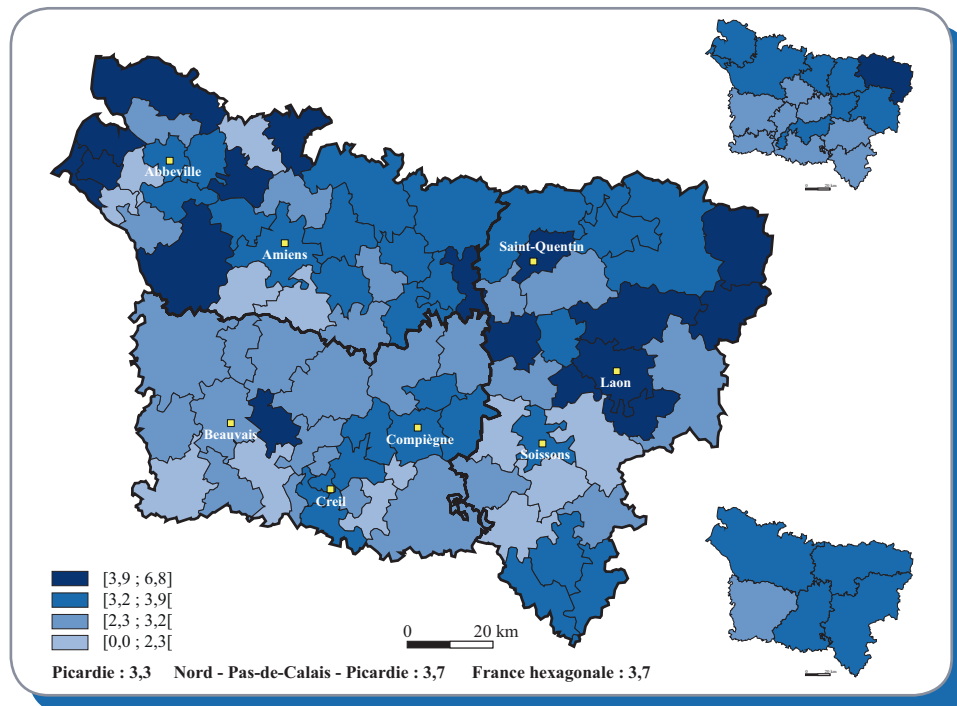 Abbeville
Amiens
Saint-Quentin
Laon
Beauvais
Compiègne
Soissons
Creil
[3,9 ; 6,8]
[3,2 ; 3,9[
[2,3 ; 3,2[
[0,0 ; 2,3[
0 20 km
Picardie : 3,3 Nord - Pas-de-Calais - Picardie : 3,7 France hexagonale : 3,7